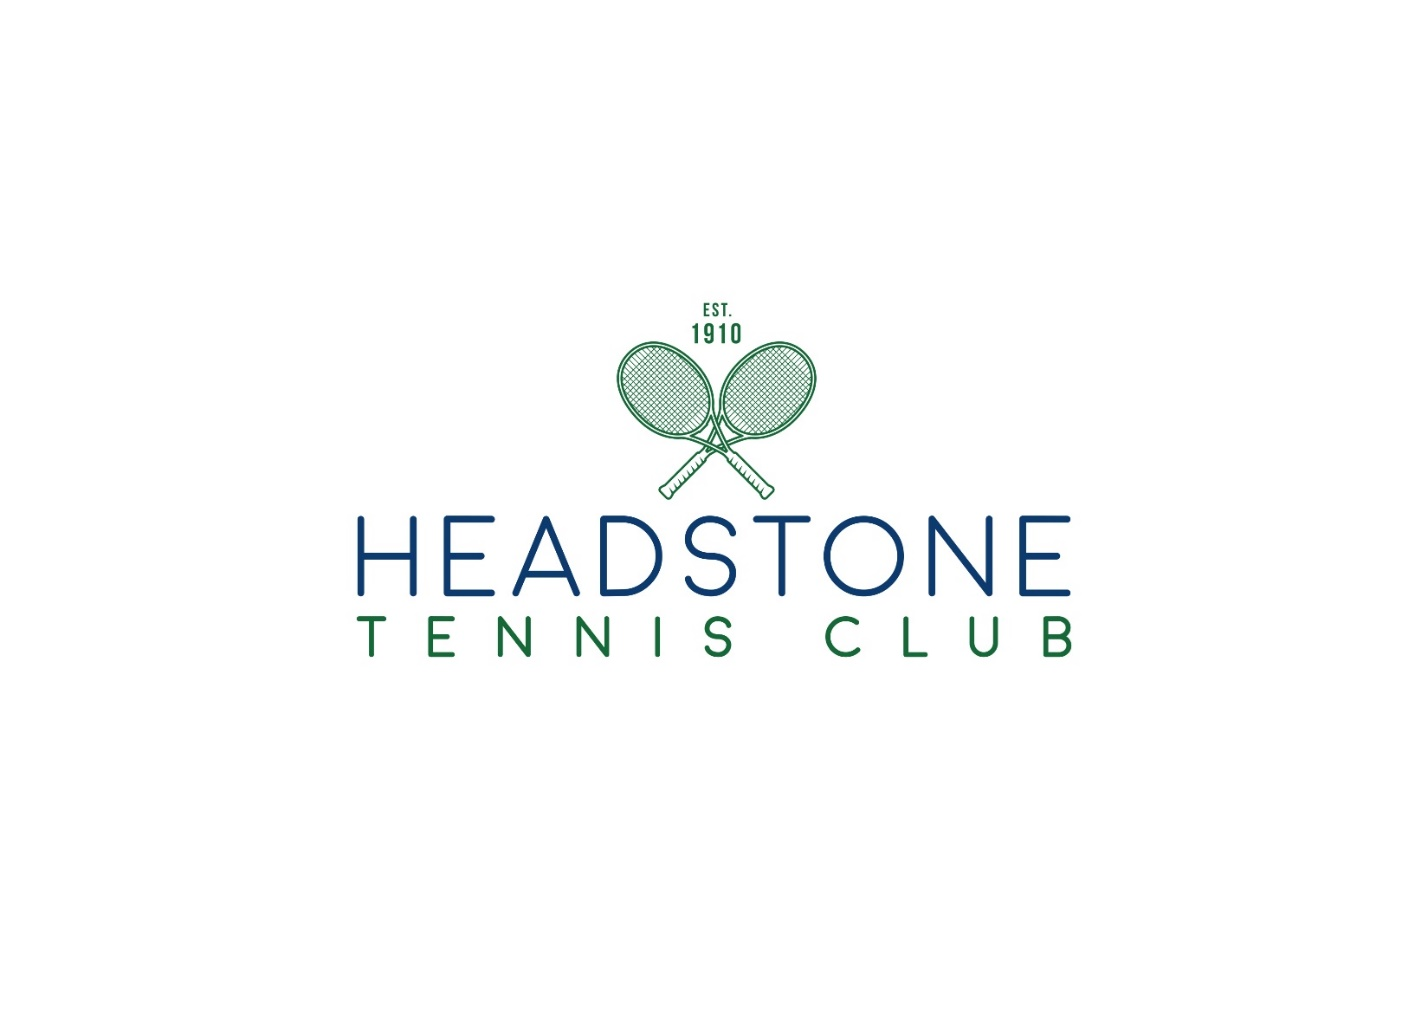 EST.
1910
HEADSTONE
TENNIS CLUB